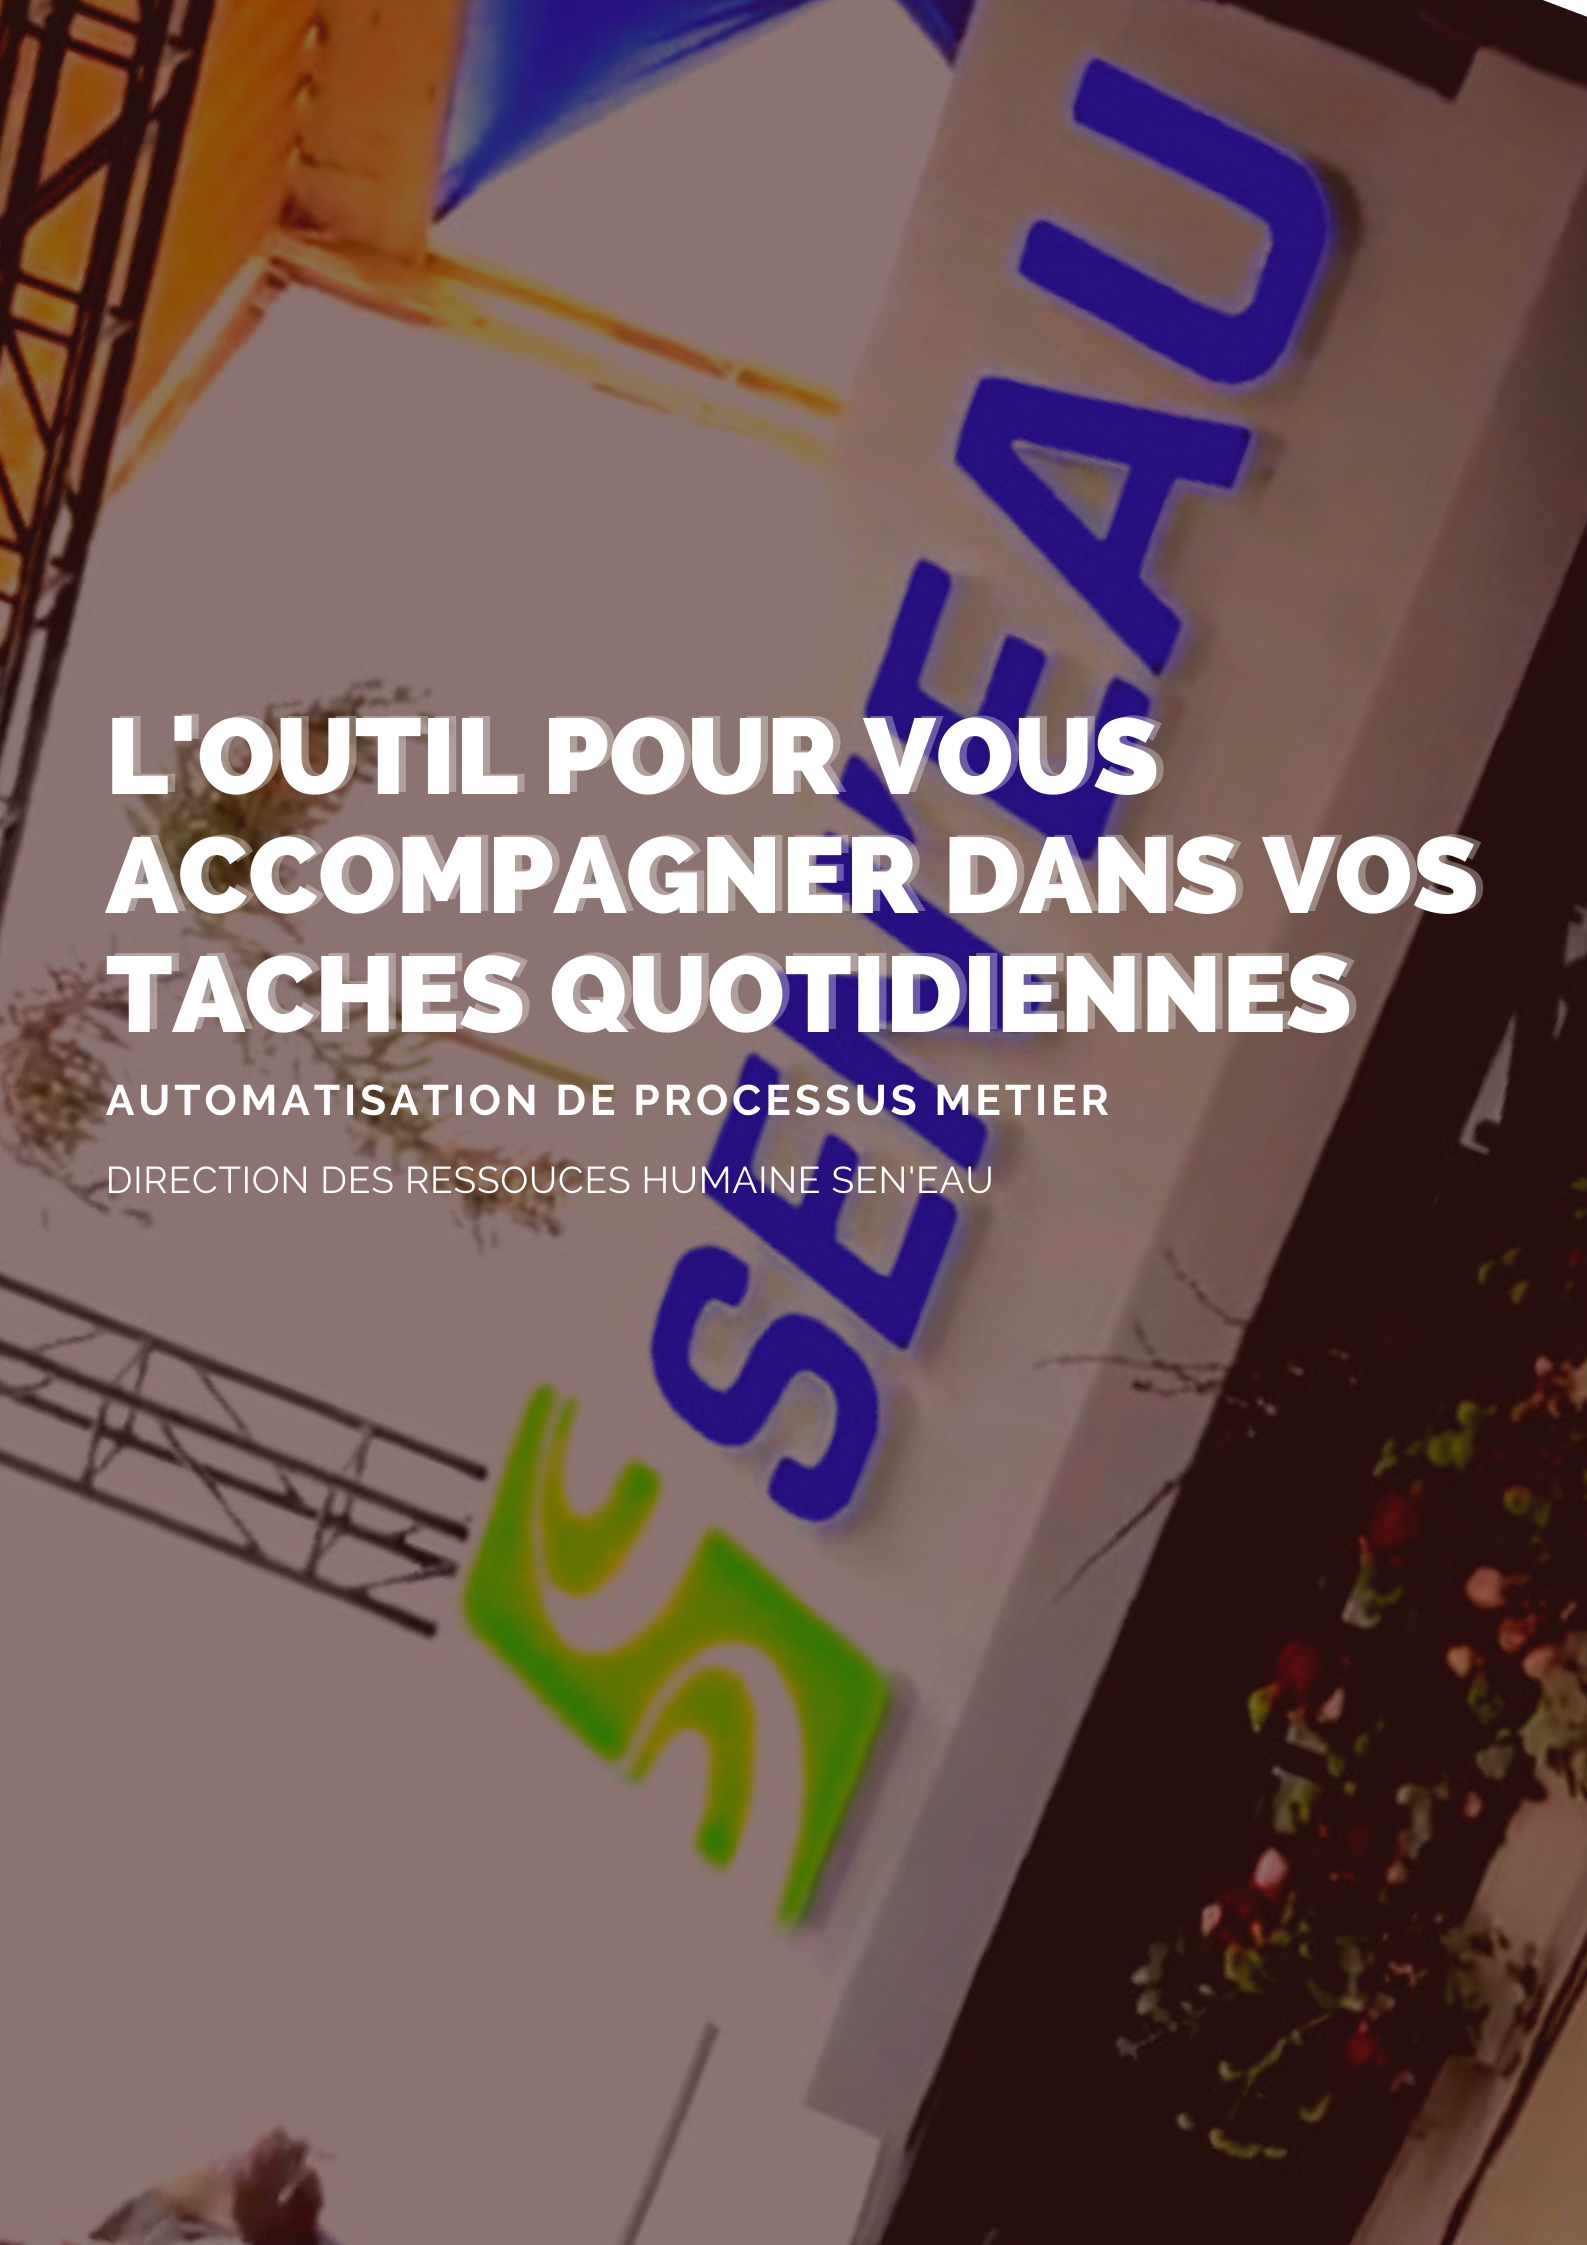 L'OUTIL POUR VOUS
ACCOMPAGNER DANS VOS
TACHES QUOTIDIENNES
AUTOMATISATION DE PROCESSUS METIER
DIRECTION DES RESSOUCES HUMAINE SEN'EAU
SEN'EAU